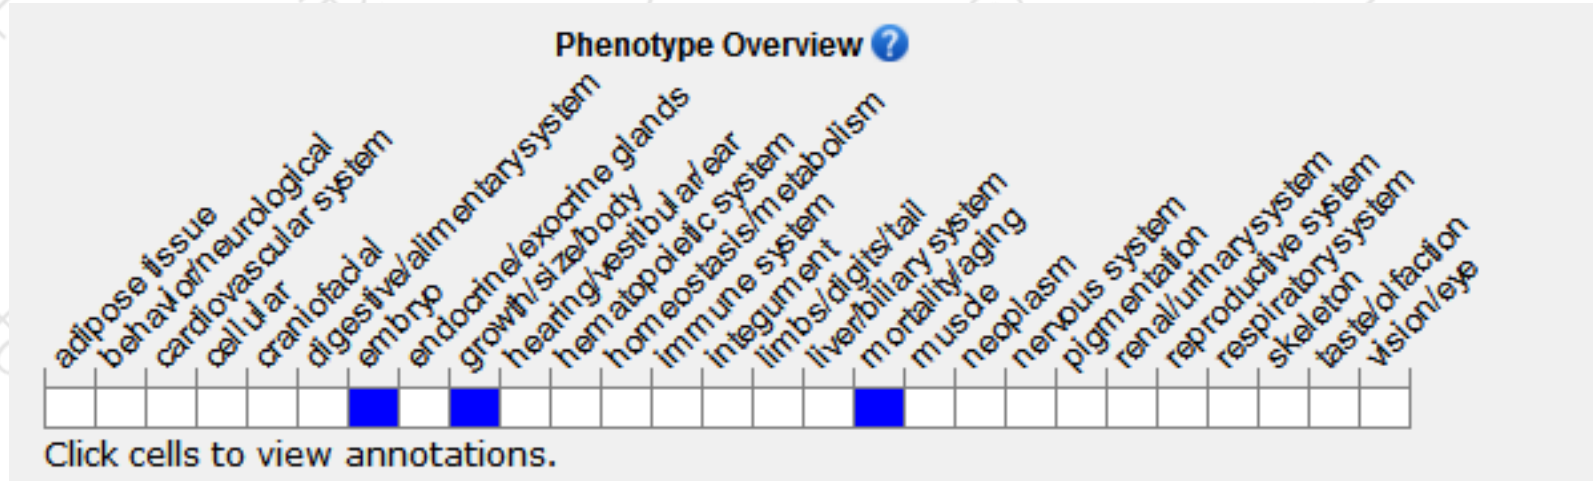 Phenotype Overview ?
adipose tissue
behavior/neurological
cardiovascular system
cellular
craniofacial
digestive/alimentary system
embryo
endocrine/exocrine glands
growth/size/body
hearing/vestibular/ear
hematopoietic system
homeostasis/metabolism
immune system
integument
limbs/digits/tail
liver/biliary system
mortality/aging
muscle
neoplasm
nervous system
pigmentation
renal/urinary system
reproductive system
respiratory system
skeleton
taste/olfaction
vision/eye
Click cells to view annotations.